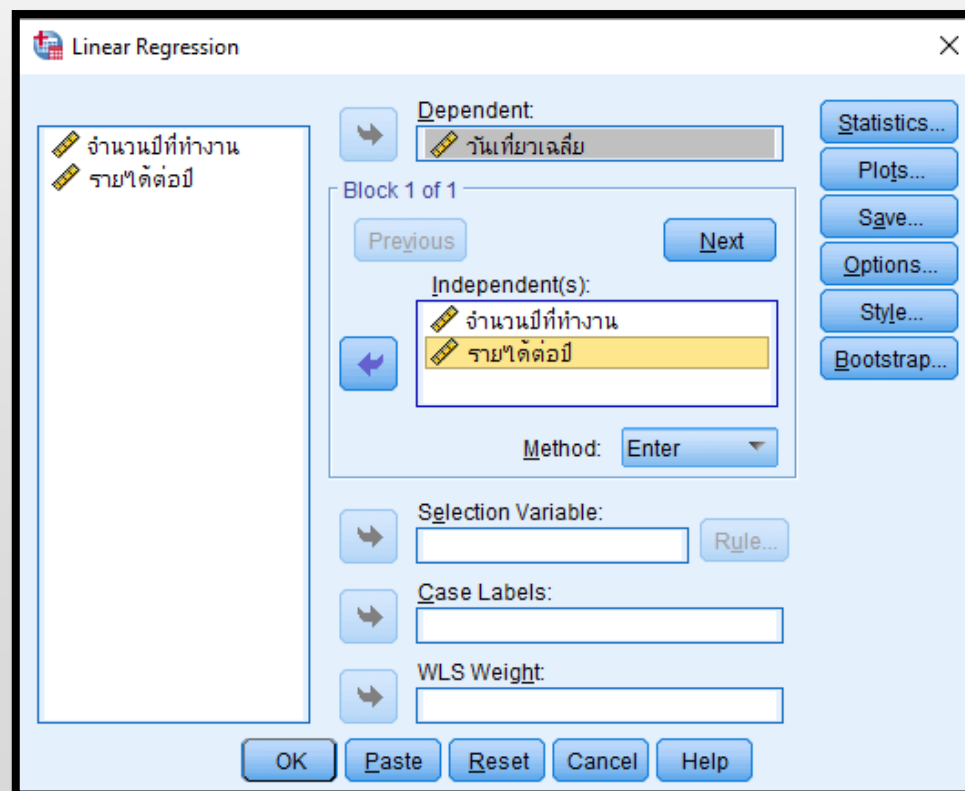 Linear Regression
จำนวนปีที่ทำงาน
รายได้ต่อปี
Dependent:
วันเที่ยวเฉลี่ย
Block 1 of 1
Previous
Next
Independent(s):
จำนวนปีที่ทำงาน
รายได้ต่อปี
Method: Enter
Selection Variable:
Rule...
Case Labels:
WLS Weight:
Statistics...
Plots...
Save...
Options...
Style...
Bootstrap...
OK Paste Reset Cancel Help